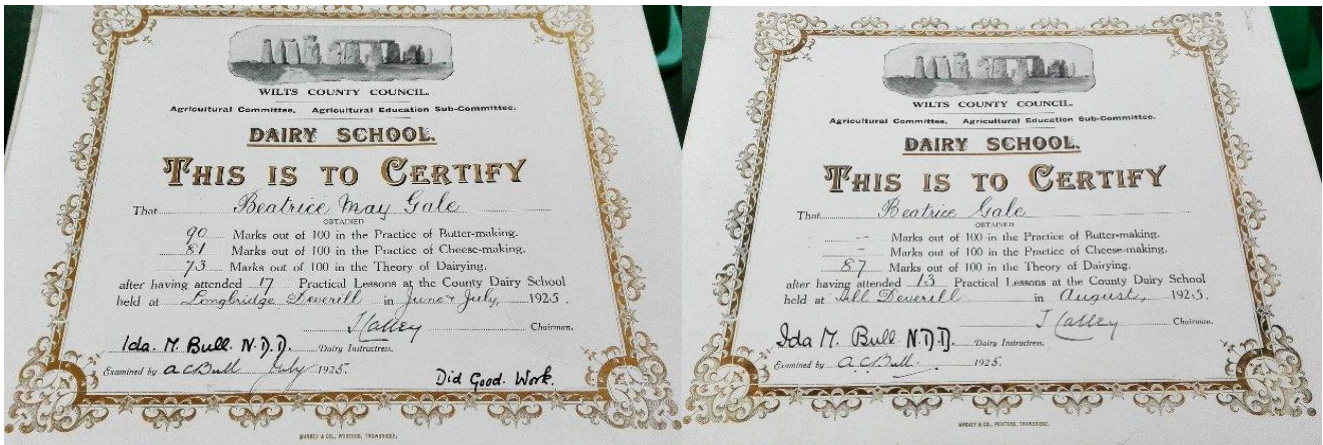 WILTS COUNTY COUNCIL.
Agricultural Committee. Agricultural Education Sub-Committee.
DAIRY SCHOOL.
THIS IS TO CERTIFY
That Beatrice May Gale
OBTAINED
90 Marks out of 100 in the Practice of Butter-making.
81 Marks out of 100 in the Practice of Cheese-making.
73 Marks out of 100 in the Theory of Dairying.
after having attended 17 Practical Lessons at the County Dairy School
held at Longbridge Deverill in June & July, 1925.
Chairman.
Ida. M. Bull. N.D.D. Dairy Instructress.
Examined by A C Bull July 1925.
Did Good. Work.
TROWBRIDGE.
WILTS COUNTY COUNCIL.
Agricultural Committee. Agricultural Education Sub-Committee.
DAIRY SCHOOL.
THIS IS TO CERTIFY
That Beatrice Gale
OBTAINED
-- Marks out of 100 in the Practice of Butter-making.
- Marks out of 100 in the Practice of Cheese-making.
87 Marks out of 100 in the Theory of Dairying.
after having attended 13 Practical Lessons at the County Dairy School
held at Hill Deverill in August, 1925.
Chairman.
Ida M. Bull N.D.D. Dairy Instructress.
Examined by A. C. Bull. 1925.
TROWBRIDGE.